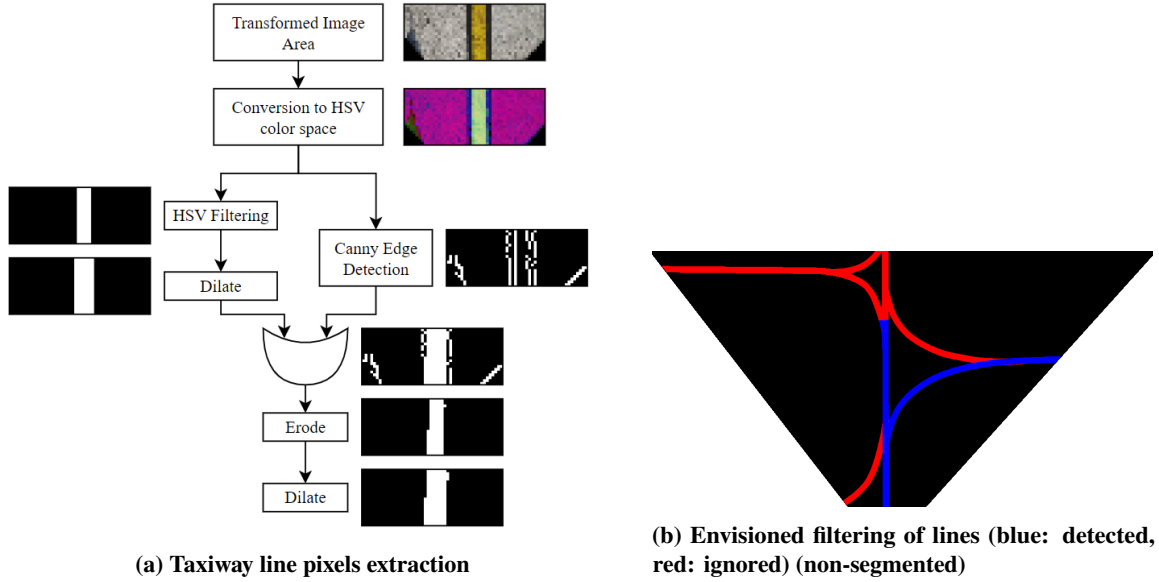 Transformed Image
Area
Conversion to HSV
color space
HSV Filtering
Canny Edge
Detection
Dilate
Erode
Dilate
(a) Taxiway line pixels extraction
(b) Envisioned filtering of lines (blue: detected,
red: ignored) (non-segmented)